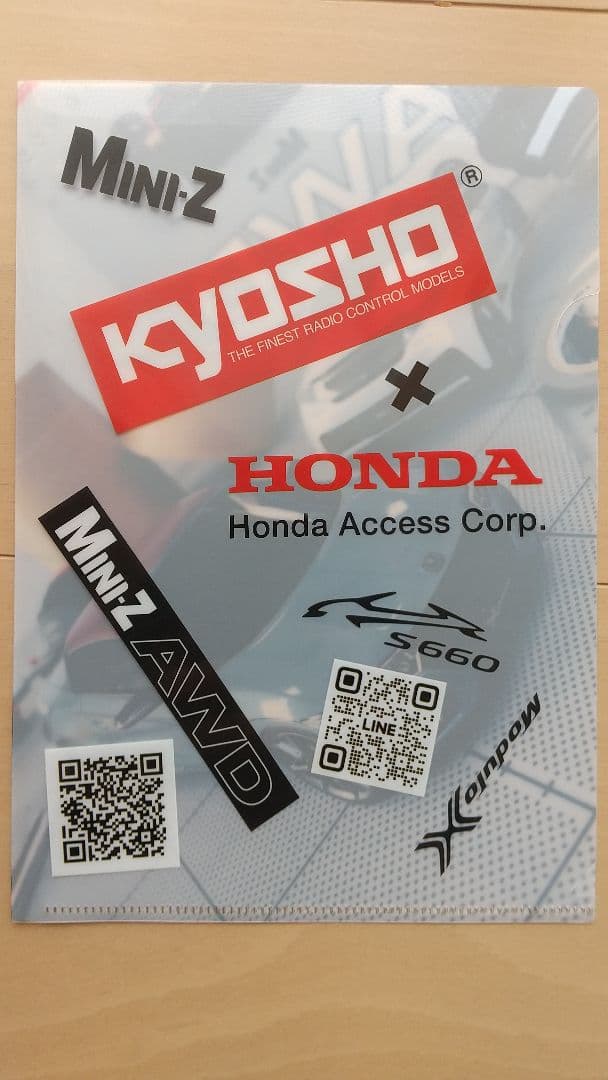 MINI-Z
®
KYOSHO
THE FINEST RADIO CONTROL MODELS
×
HONDA
Honda Access Corp.
MINI-Z AWD
S660
LINE
Modulo X